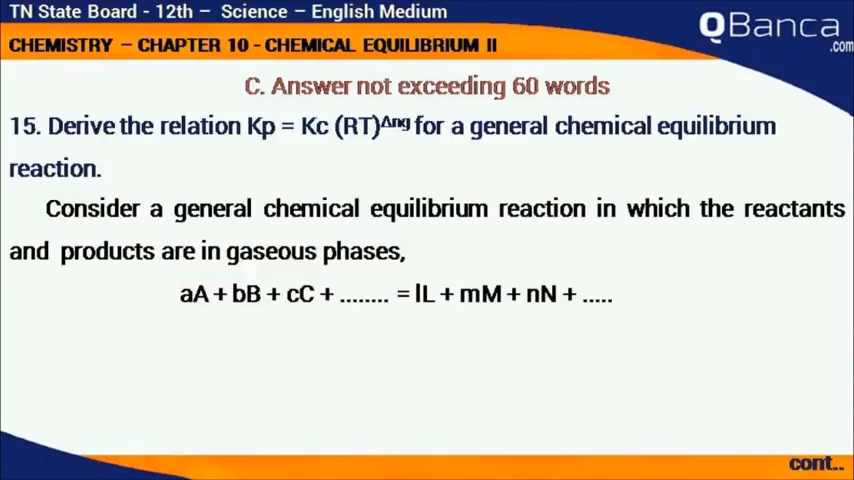 TN State Board - 12th – Science – English Medium
QBanca
.com
CHEMISTRY – CHAPTER 10 - CHEMICAL EQUILIBRIUM II
C. Answer not exceeding 60 words
15. Derive the relation Kp = Kc (RT)^Δng for a general chemical equilibrium
reaction.
Consider a general chemical equilibrium reaction in which the reactants
and products are in gaseous phases,
aA + bB + cC + ........ = lL + mM + nN + .....
cont..